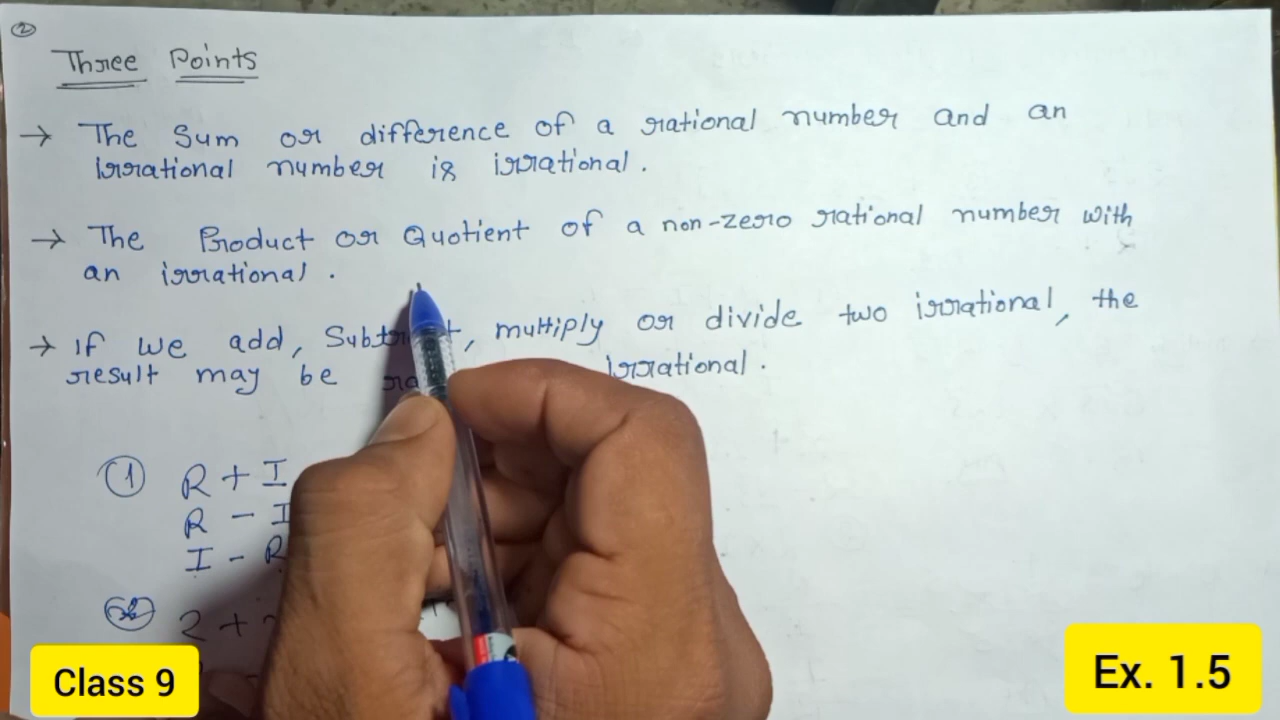 2
Three Points
→ The Sum or difference of a rational number and an
irrational number is irrational.
→ The Product or Quotient of a non-zero rational number with
an irrational.
→ If we add, Subtract, multiply or divide two irrational, the
result may be irrational.
1 R + I
R - I
I - R
2 +
Class 9
Ex. 1.5